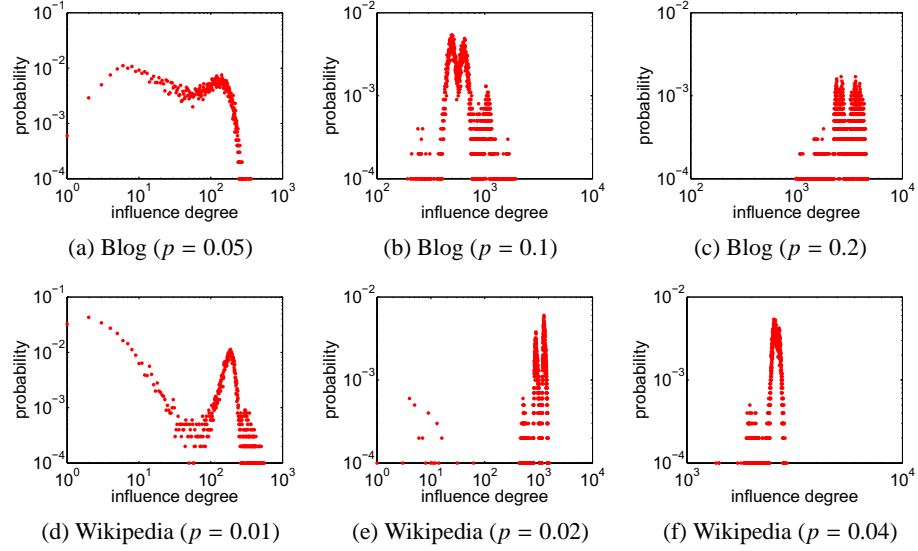 10^-1
10^-2
10^-3
10^-4
probability
10^0 10^1 10^2 10^3
influence degree
(a) Blog (p = 0.05)
10^-2
10^-3
10^-4
probability
10^2 10^3 10^4
influence degree
(b) Blog (p = 0.1)
10^-2
10^-3
10^-4
probability
10^2 10^3 10^4
influence degree
(c) Blog (p = 0.2)
10^-1
10^-2
10^-3
10^-4
probability
10^0 10^1 10^2 10^3
influence degree
(d) Wikipedia (p = 0.01)
10^-2
10^-3
10^-4
probability
10^0 10^1 10^2 10^3 10^4
influence degree
(e) Wikipedia (p = 0.02)
10^-2
10^-3
10^-4
probability
10^3 10^4
influence degree
(f) Wikipedia (p = 0.04)